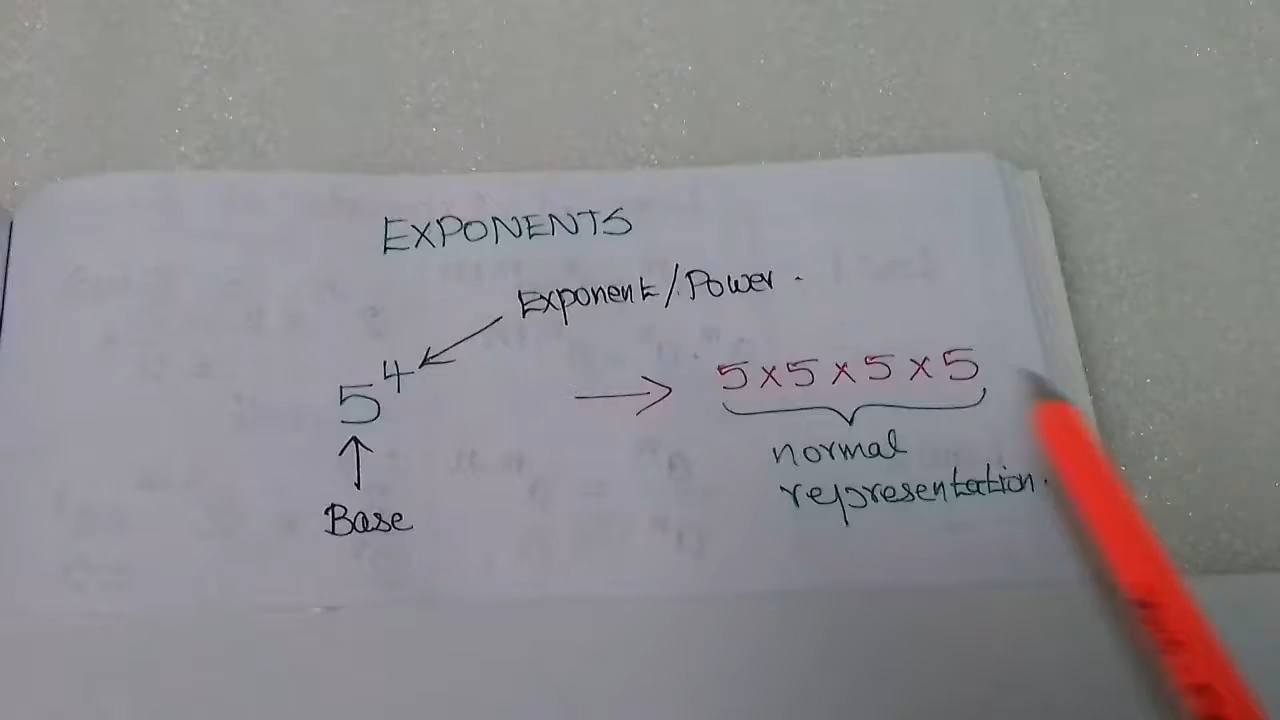 EXPONENTS
Exponent/Power.
5⁴ → 5×5×5×5
Base
normal
representation.